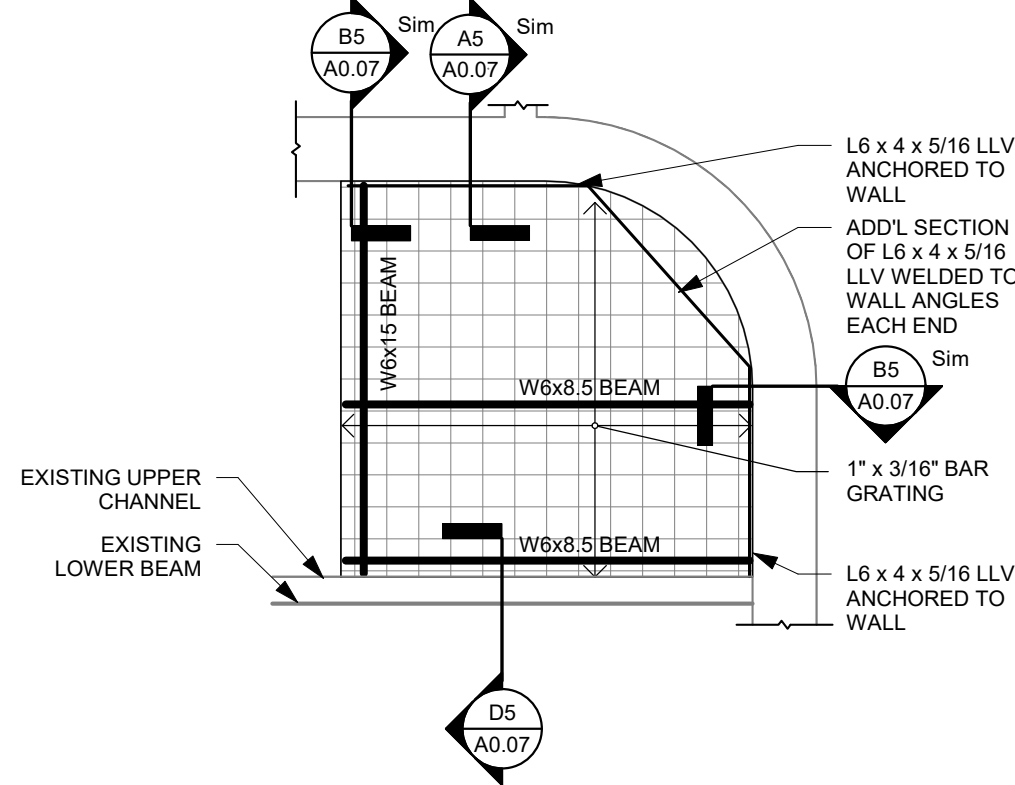 B5
A0.07
Sim
A5
A0.07
Sim
L6 x 4 x 5/16 LLV
ANCHORED TO
WALL
ADD'L SECTION
OF L6 x 4 x 5/16
LLV WELDED TO
WALL ANGLES
EACH END
W6x15 BEAM
B5
A0.07
Sim
W6x8.5 BEAM
1" x 3/16" BAR
GRATING
EXISTING UPPER
CHANNEL
EXISTING
LOWER BEAM
W6x8.5 BEAM
L6 x 4 x 5/16 LLV
ANCHORED TO
WALL
D5
A0.07